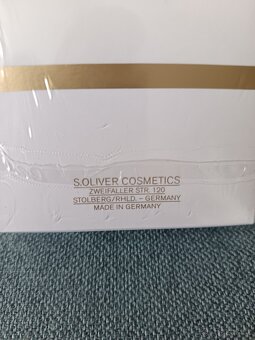 S.OLIVER COSMETICS
ZWEIFALLER STR. 120
STOLBERG/RHLD. – GERMANY
MADE IN GERMANY